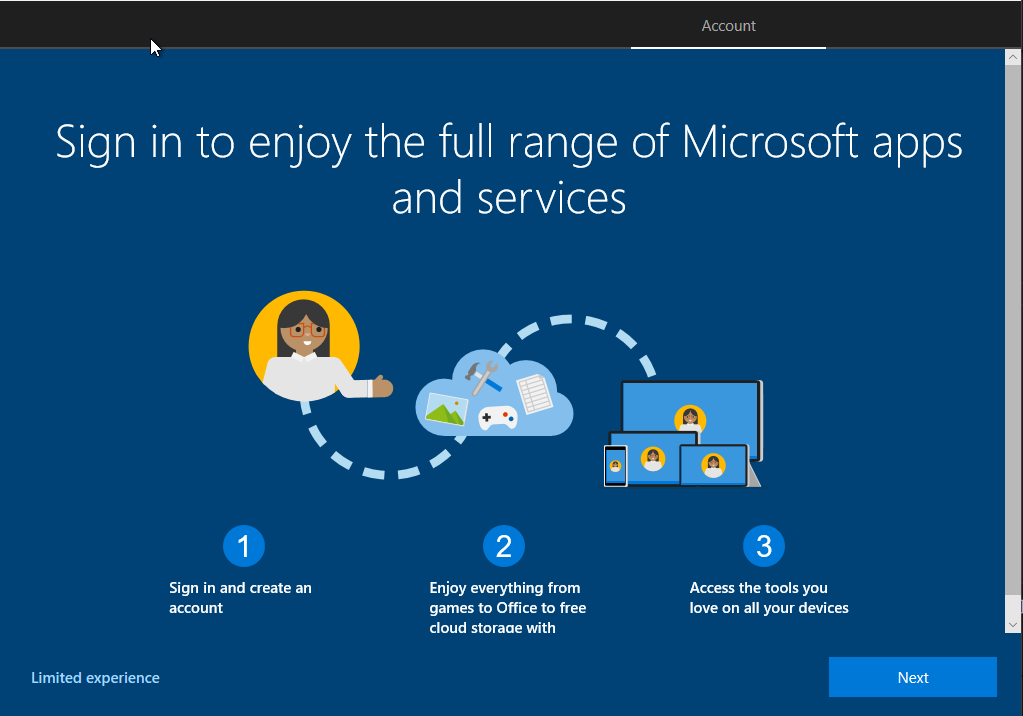 Account
Sign in to enjoy the full range of Microsoft apps
and services
1
Sign in and create an
account
2
Enjoy everything from
games to Office to free
cloud storage with
3
Access the tools you
love on all your devices
Limited experience
Next